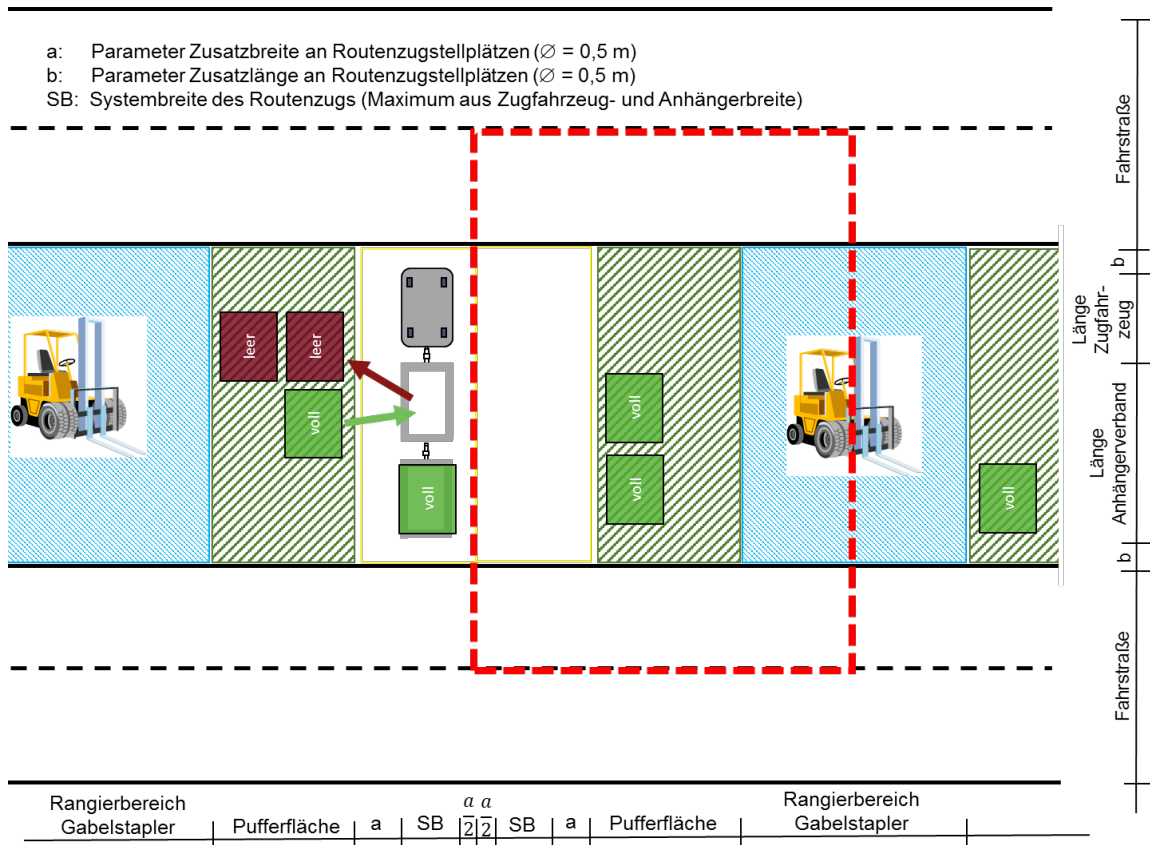 a: Parameter Zusatzbreite an Routenzugstellplätzen (∅ = 0,5 m)
b: Parameter Zusatzlänge an Routenzugstellplätzen (∅ = 0,5 m)
SB: Systembreite des Routenzugs (Maximum aus Zugfahrzeug- und Anhängerbreite)
leer
leer
voll
voll
voll
voll
voll
Fahrstraße
b
Länge
Zugfahr-
zeug
Länge
Anhängerverband
b
Fahrstraße
Rangierbereich
Gabelstapler
Pufferfläche
a
SB
a/2
a/2
SB
a
Pufferfläche
Rangierbereich
Gabelstapler